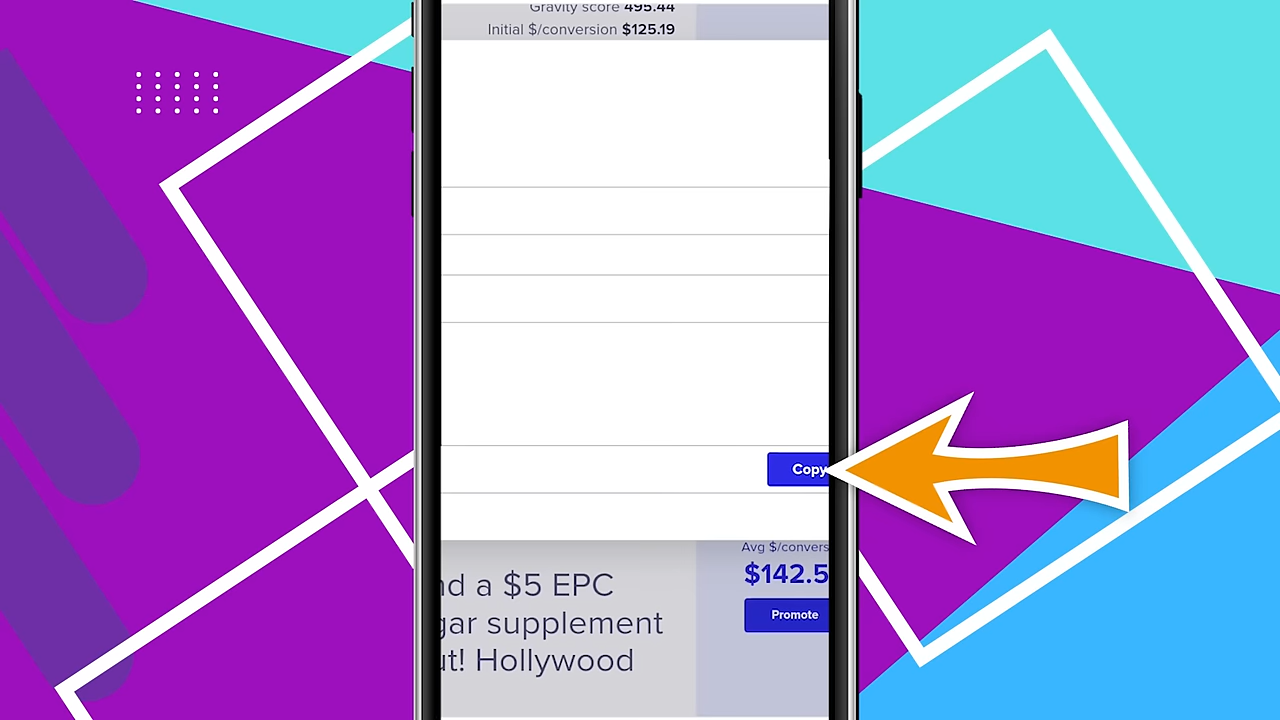 Gravity score 495.44
Initial $/conversion $125.19
Copy
Avg $/convers
$142.5
Promote
nd a $5 EPC
gar supplement
ut! Hollywood